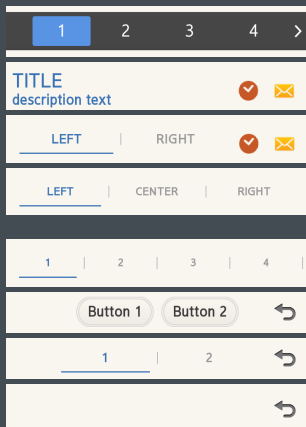 1 2 3 4
TITLE
description text
LEFT RIGHT
LEFT CENTER RIGHT
1 2 3 4
Button 1 Button 2
1 2